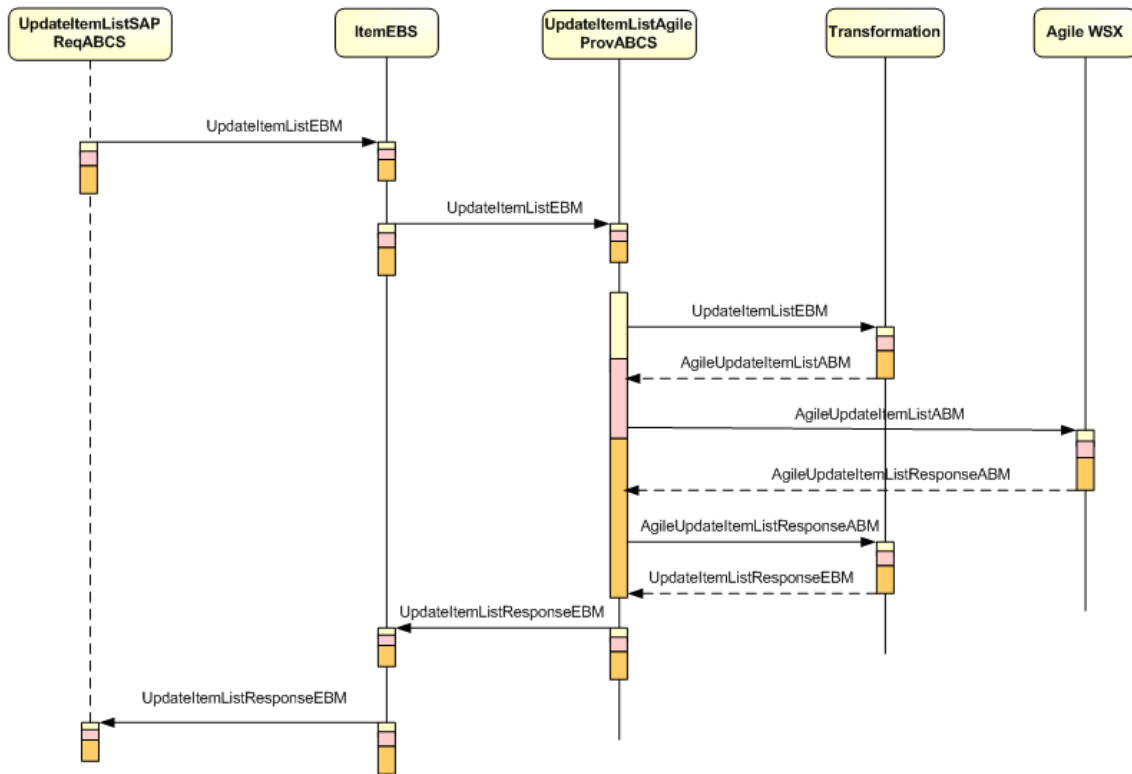 UpdateItemListSAP
ReqABCS
ItemEBS
UpdateItemListAgile
ProvABCS
Transformation
Agile WSX
UpdateItemListEBM
UpdateItemListEBM
UpdateItemListEBM
AgileUpdateItemListABM
AgileUpdateItemListABM
AgileUpdateItemListResponseABM
AgileUpdateItemListResponseABM
UpdateItemListResponseEBM
UpdateItemListResponseEBM
UpdateItemListResponseEBM